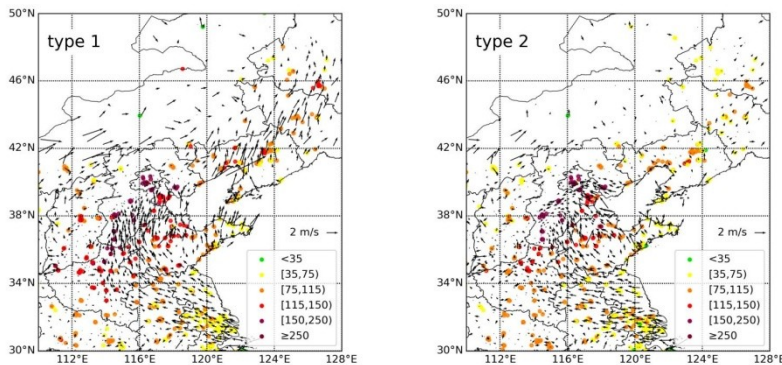 type 1
50°N
46°N
42°N
38°N
34°N
30°N
110°E
112°E
116°E
120°E
124°E
128°E
2 m/s
<35
[35,75)
[75,115)
[115,150)
[150,250)
≥250
type 2
50°N
46°N
42°N
38°N
34°N
30°N
112°E
116°E
120°E
124°E
128°E
2 m/s
<35
[35,75)
[75,115)
[115,150)
[150,250)
≥250